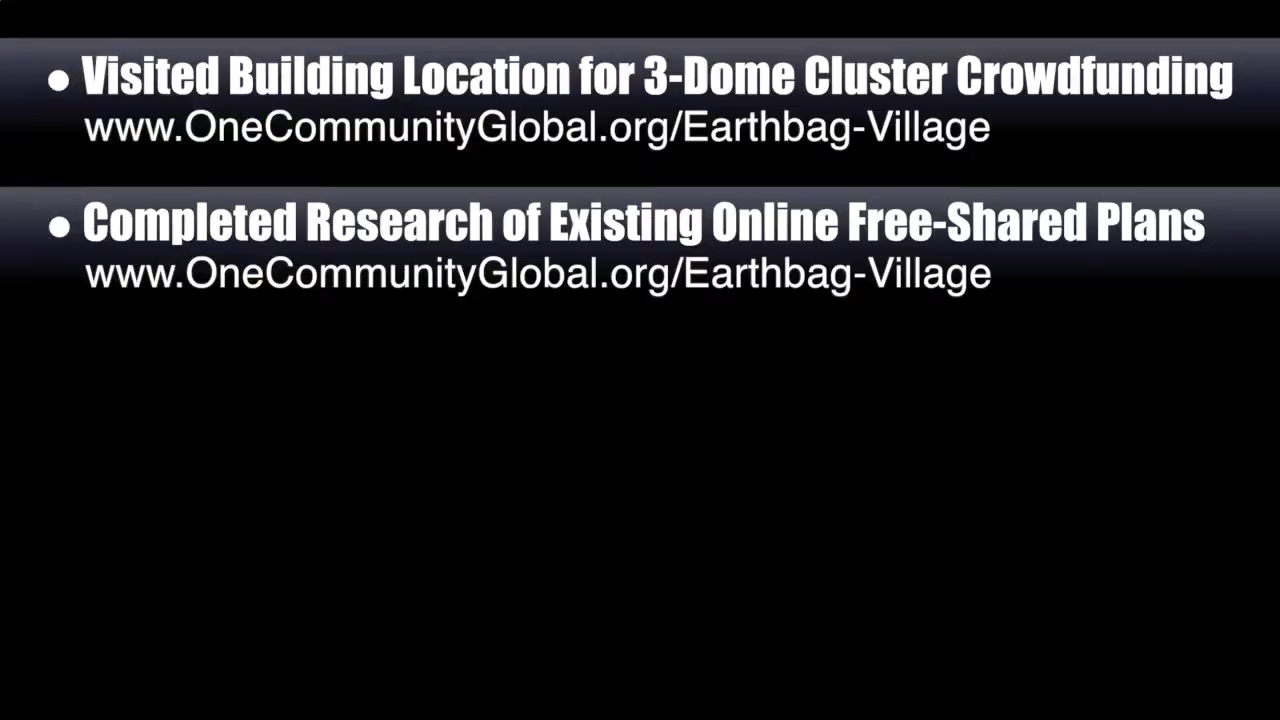 • Visited Building Location for 3-Dome Cluster Crowdfunding
www.OneCommunityGlobal.org/Earthbag-Village
• Completed Research of Existing Online Free-Shared Plans
www.OneCommunityGlobal.org/Earthbag-Village